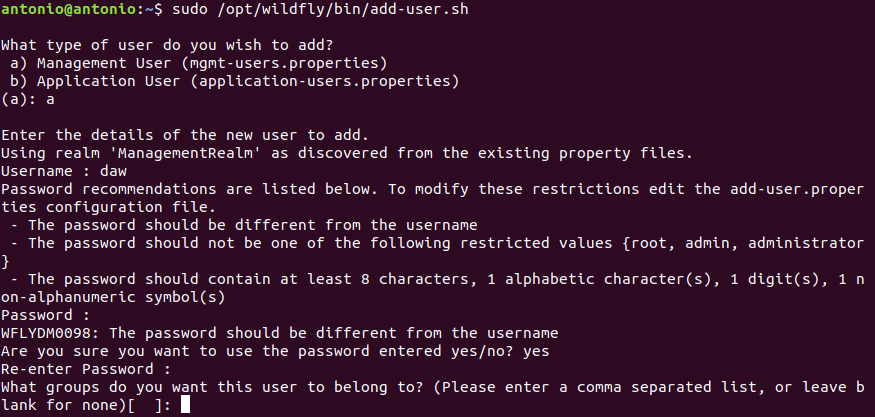 antonio@antonio:~$ sudo /opt/wildfly/bin/add-user.sh
What type of user do you wish to add?
 a) Management User (mgmt-users.properties)
 b) Application User (application-users.properties)
(a): a
Enter the details of the new user to add.
Using realm 'ManagementRealm' as discovered from the existing property files.
Username : daw
Password recommendations are listed below. To modify these restrictions edit the add-user.proper
ties configuration file.
 - The password should be different from the username
 - The password should not be one of the following restricted values {root, admin, administrator
}
 - The password should contain at least 8 characters, 1 alphabetic character(s), 1 digit(s), 1 n
on-alphanumeric symbol(s)
Password :
WFLYDM0098: The password should be different from the username
Are you sure you want to use the password entered yes/no? yes
Re-enter Password :
What groups do you want this user to belong to? (Please enter a comma separated list, or leave b
lank for none)[  ]: